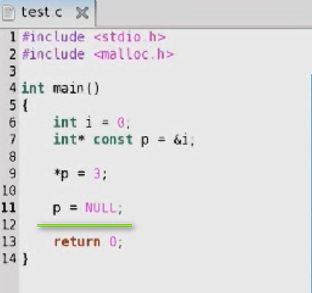 test.c
1 #include <stdio.h>
2 #include <malloc.h>
3
4 int main()
5 {
6     int i = 0;
7     int* const p = &i;
8
9     *p = 3;
10
11     p = NULL;
12
13     return 0;
14 }